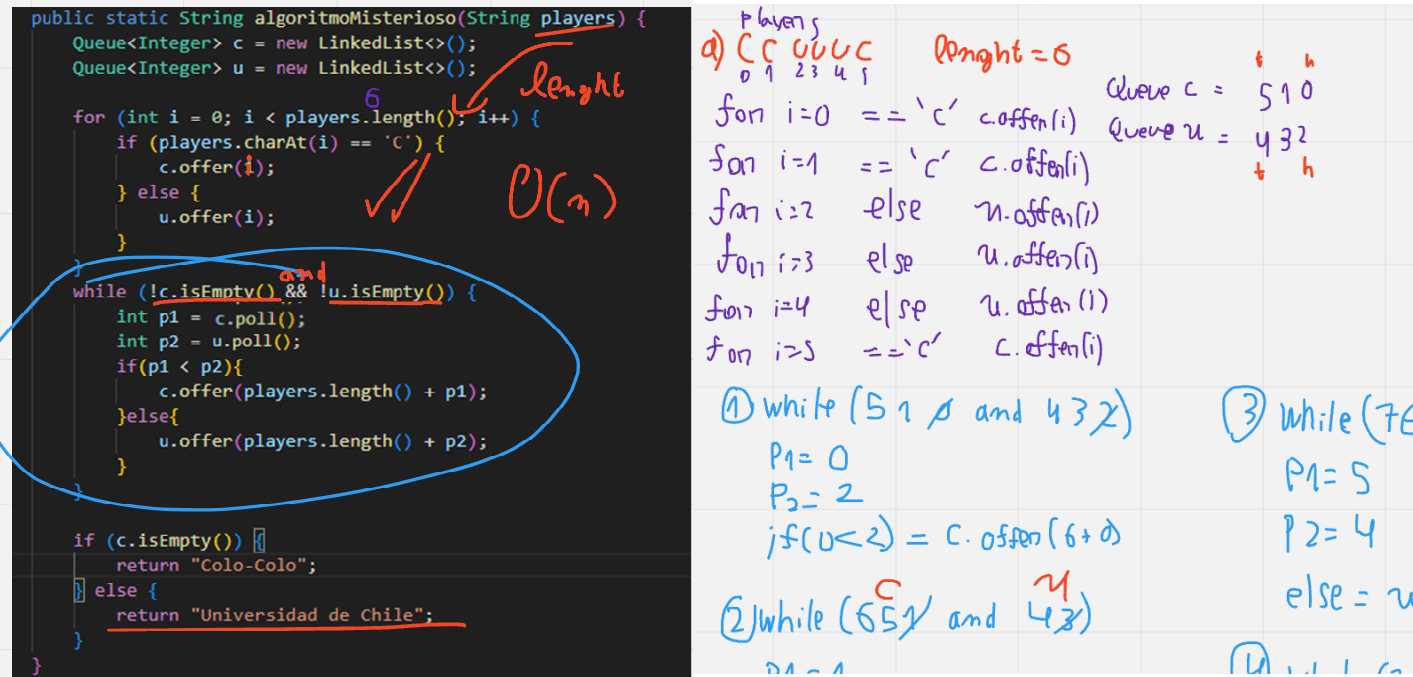 public static String algoritmoMisterioso(String players) {
Queue<Integer> c = new LinkedList<>();
Queue<Integer> u = new LinkedList<>();
lenght
6
for (int i = 0; i < players.length(); i++) {
if (players.charAt(i) == 'C') {
c.offer(i);
} else {
u.offer(i);
}
}
O(n)
and
while (!c.isEmpty() && !u.isEmpty()) {
int p1 = c.poll();
int p2 = u.poll();
if(p1 < p2){
c.offer(players.length() + p1);
}else{
u.offer(players.length() + p2);
}
}
if (c.isEmpty()) {
return "Colo-Colo";
} else {
return "Universidad de Chile";
}
}
players
a) C C U U U C lenght = 6
0 1 2 3 4 5
t h
Queue c = 5 1 0
Queue u = 4 3 2
t h
for i=0 == 'C' c.offer(i)
for i=1 == 'C' c.offer(i)
for i=2 else u.offer(i)
for i=3 else u.offer(i)
for i=4 else u.offer(i)
for i=5 == 'C' c.offer(i)
1) while (5 1 0 and 4 3 2)
P1 = 0
P2 = 2
if(0<2) = c.offer(6+0)
C U
2) while (6 5 1 and 4 3)
P1 = 1
3) while (7 6
P1 = 5
P2 = 4
else = u
4) while